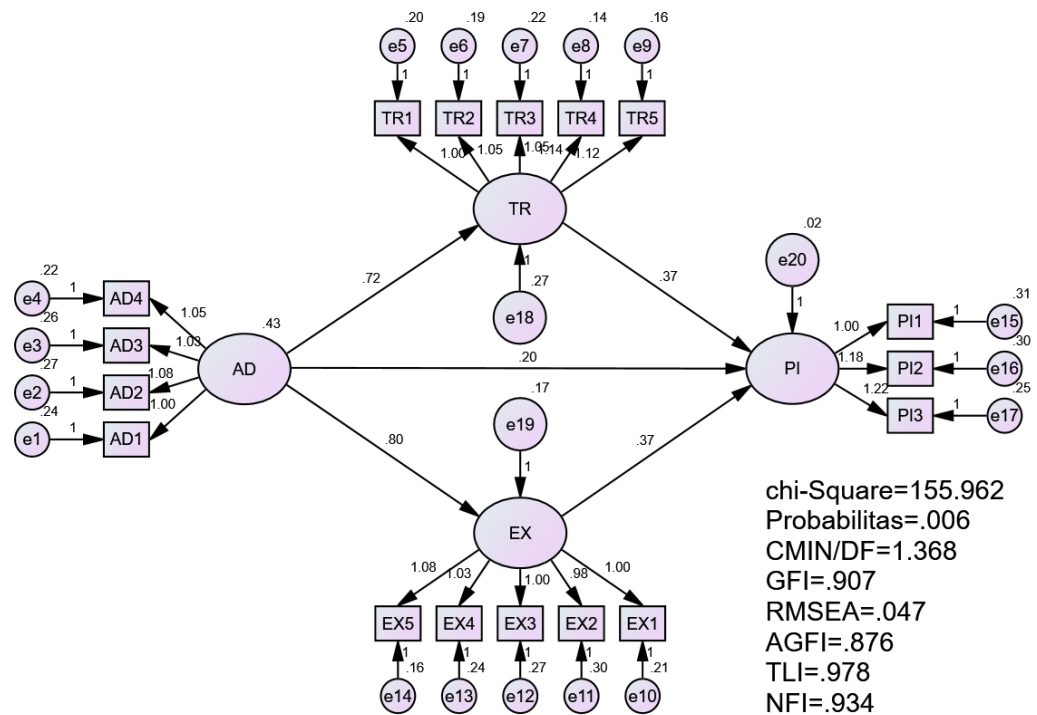 .20 .19 .22 .14 .16
e5 e6 e7 e8 e9
1 1 1 1 1
TR1 TR2 TR3 TR4 TR5
1.00 1.05 1.05 1.14 1.12
TR
.02
e20
1
.72
1
.27
e18
.37
.22
e4 1 AD4
.26
e3 1 AD3
.27
e2 1 AD2
.24
e1 1 AD1
1.05
1.03
1.08
1.00
.43
AD
.20
PI
1.00
1.18
1.22
PI1 1 e15
.31
PI2 1 e16
.30
PI3 1 e17
.25
.17
e19
1
.80
.37
EX
1.08 1.03 1.00 .98 1.00
EX5 EX4 EX3 EX2 EX1
1 1 1 1 1
.16 .24 .27 .30 .21
e14 e13 e12 e11 e10
chi-Square=155.962
Probabilitas=.006
CMIN/DF=1.368
GFI=.907
RMSEA=.047
AGFI=.876
TLI=.978
NFI=.934